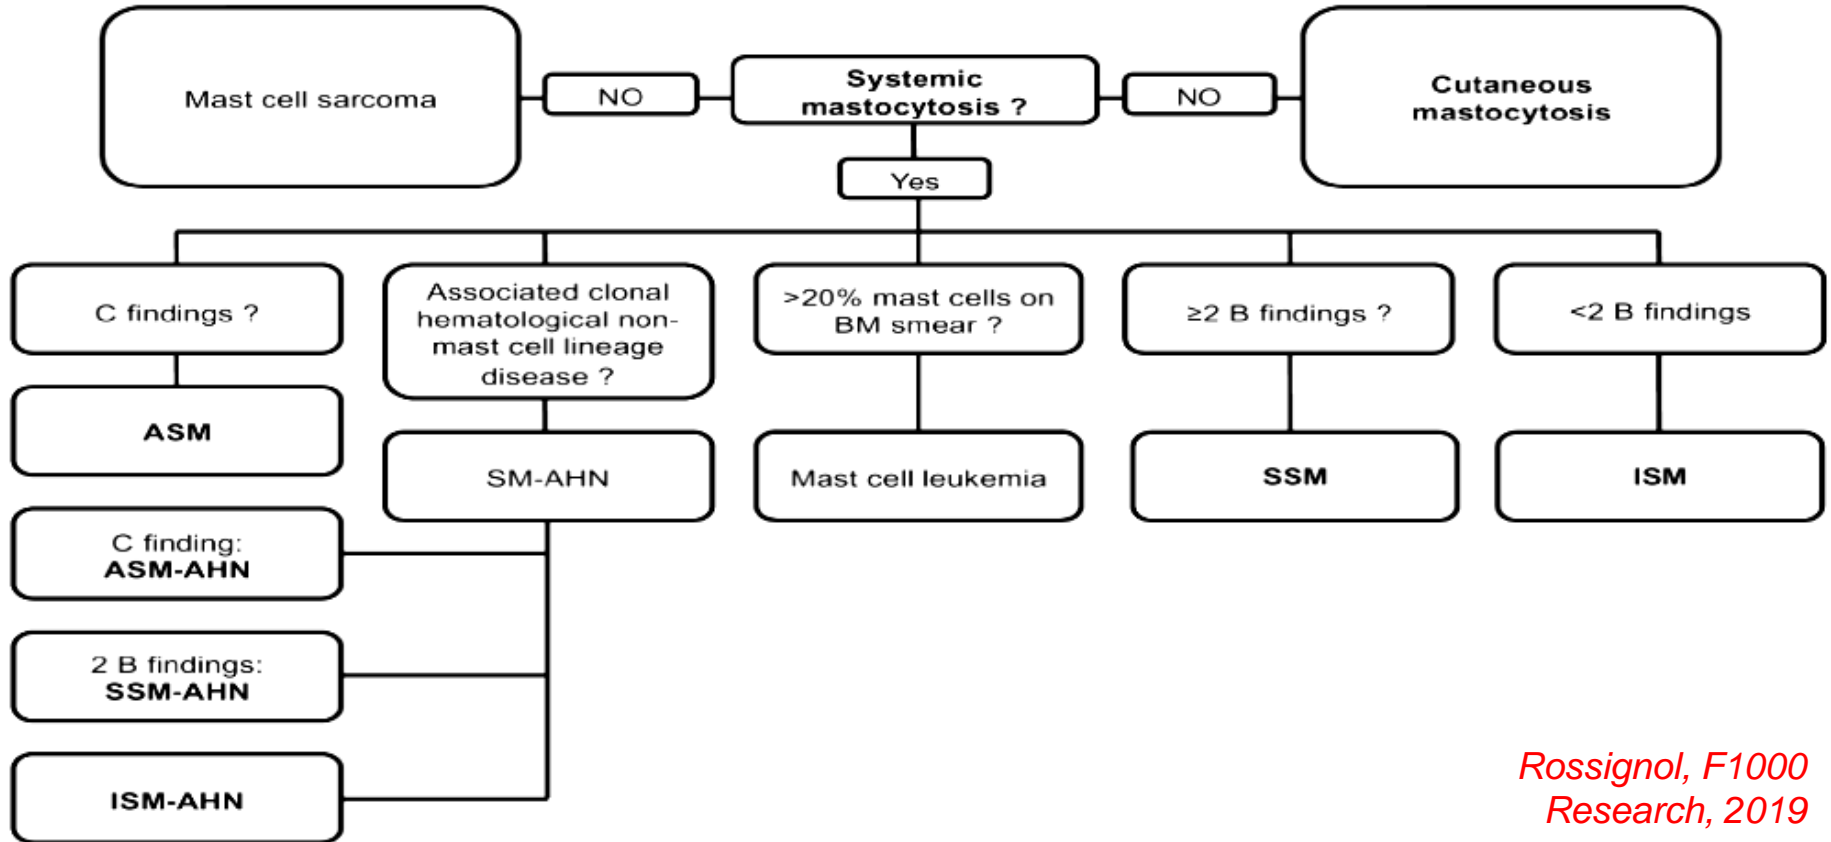 Mast cell sarcoma
NO
Systemic
mastocytosis ?
NO
Cutaneous
mastocytosis
Yes
C findings ?
Associated clonal
hematological non-
mast cell lineage
disease ?
>20% mast cells on
BM smear ?
≥2 B findings ?
<2 B findings
ASM
SM-AHN
Mast cell leukemia
SSM
ISM
C finding:
ASM-AHN
2 B findings:
SSM-AHN
ISM-AHN
Rossignol, F1000
Research, 2019